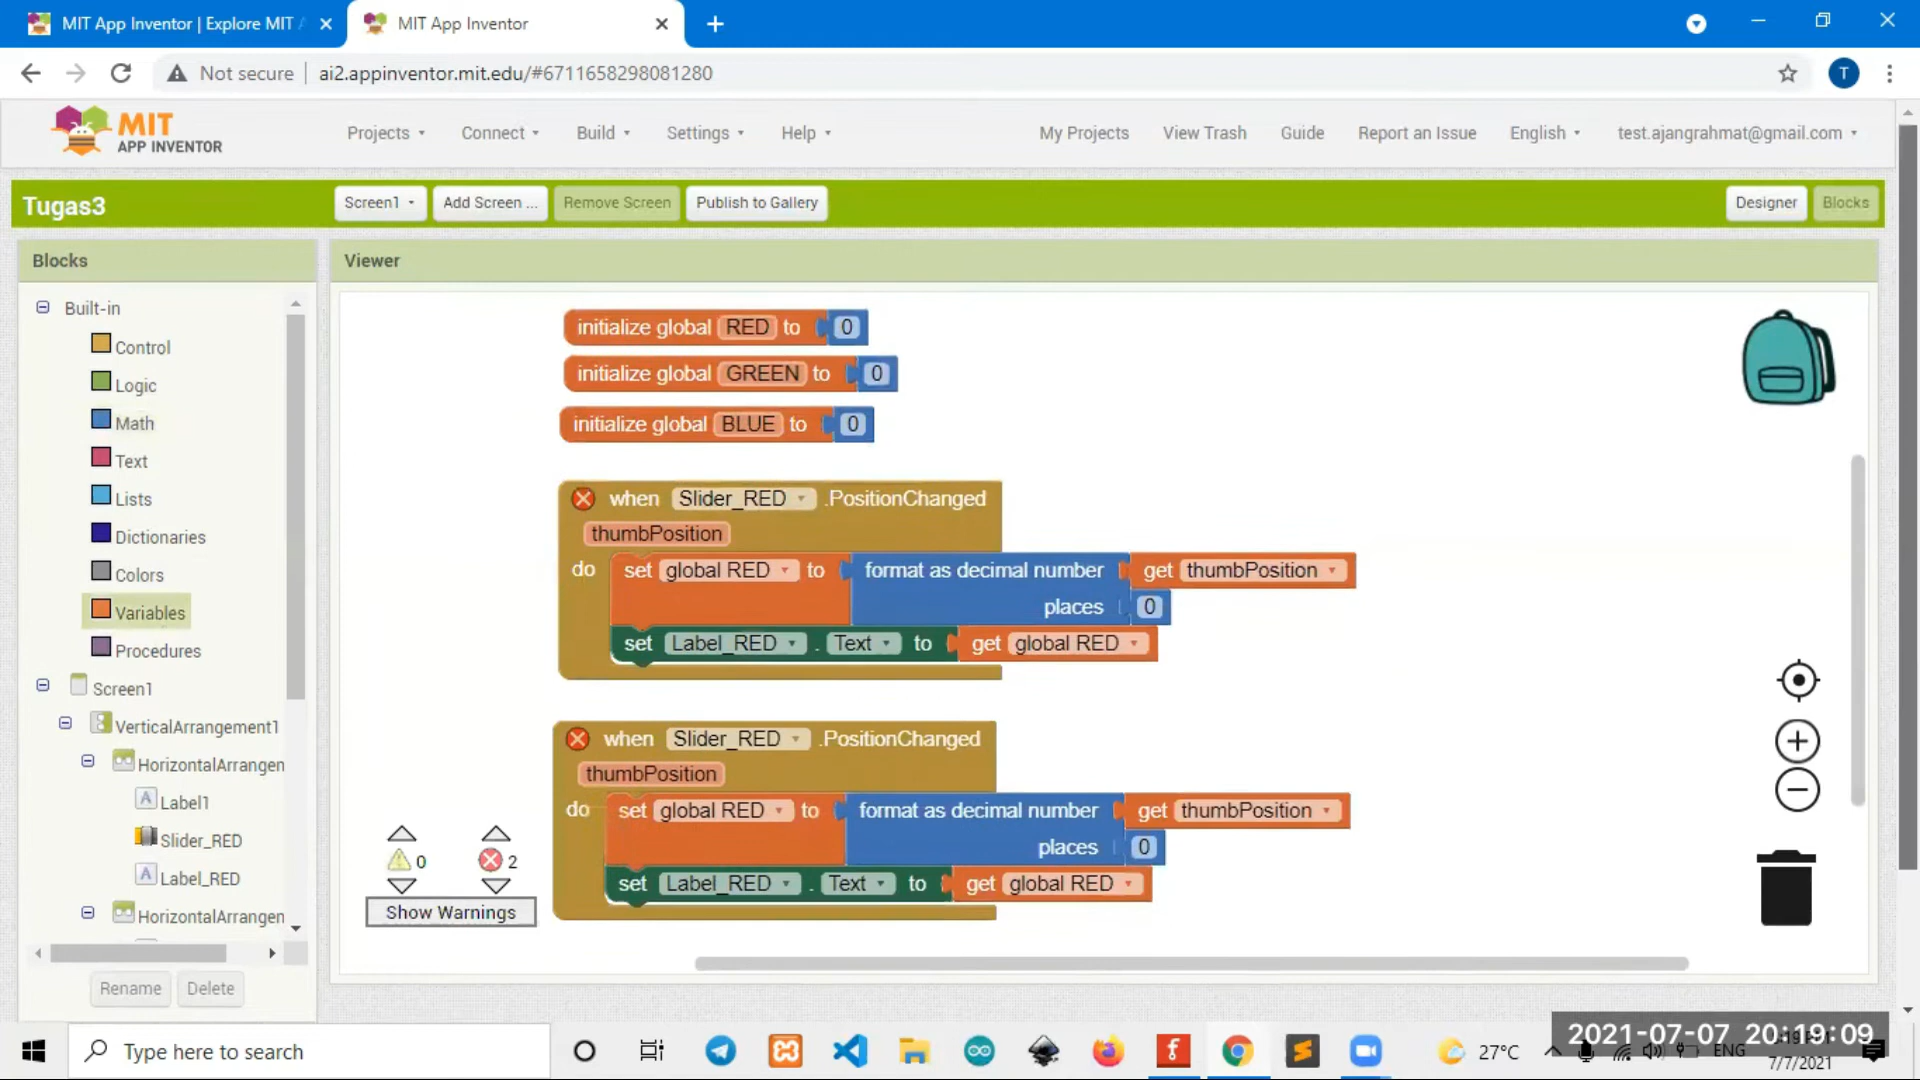 MIT App Inventor | Explore MIT
MIT App Inventor
Not secure
ai2.appinventor.mit.edu/#6711658298081280
T
MIT
APP INVENTOR
Projects
Connect
Build
Settings
Help
My Projects
View Trash
Guide
Report an Issue
English
test.ajangrahmat@gmail.com
Tugas3
Screen1
Add Screen ...
Remove Screen
Publish to Gallery
Designer
Blocks
Blocks
Viewer
Built-in
Control
Logic
Math
Text
Lists
Dictionaries
Colors
Variables
Procedures
Screen1
VerticalArrangement1
HorizontalArrangen
A Label1
Slider_RED
A Label_RED
HorizontalArrangen
Rename
Delete
initialize global RED to 0
initialize global GREEN to 0
initialize global BLUE to 0
when Slider_RED .PositionChanged
thumbPosition
do set global RED to format as decimal number get thumbPosition
places 0
set Label_RED . Text to get global RED
when Slider_RED .PositionChanged
thumbPosition
do set global RED to format as decimal number get thumbPosition
places 0
set Label_RED . Text to get global RED
0
2
Show Warnings
Type here to search
27°C
ENG
2021-07-07 20:19:09
7/7/2021